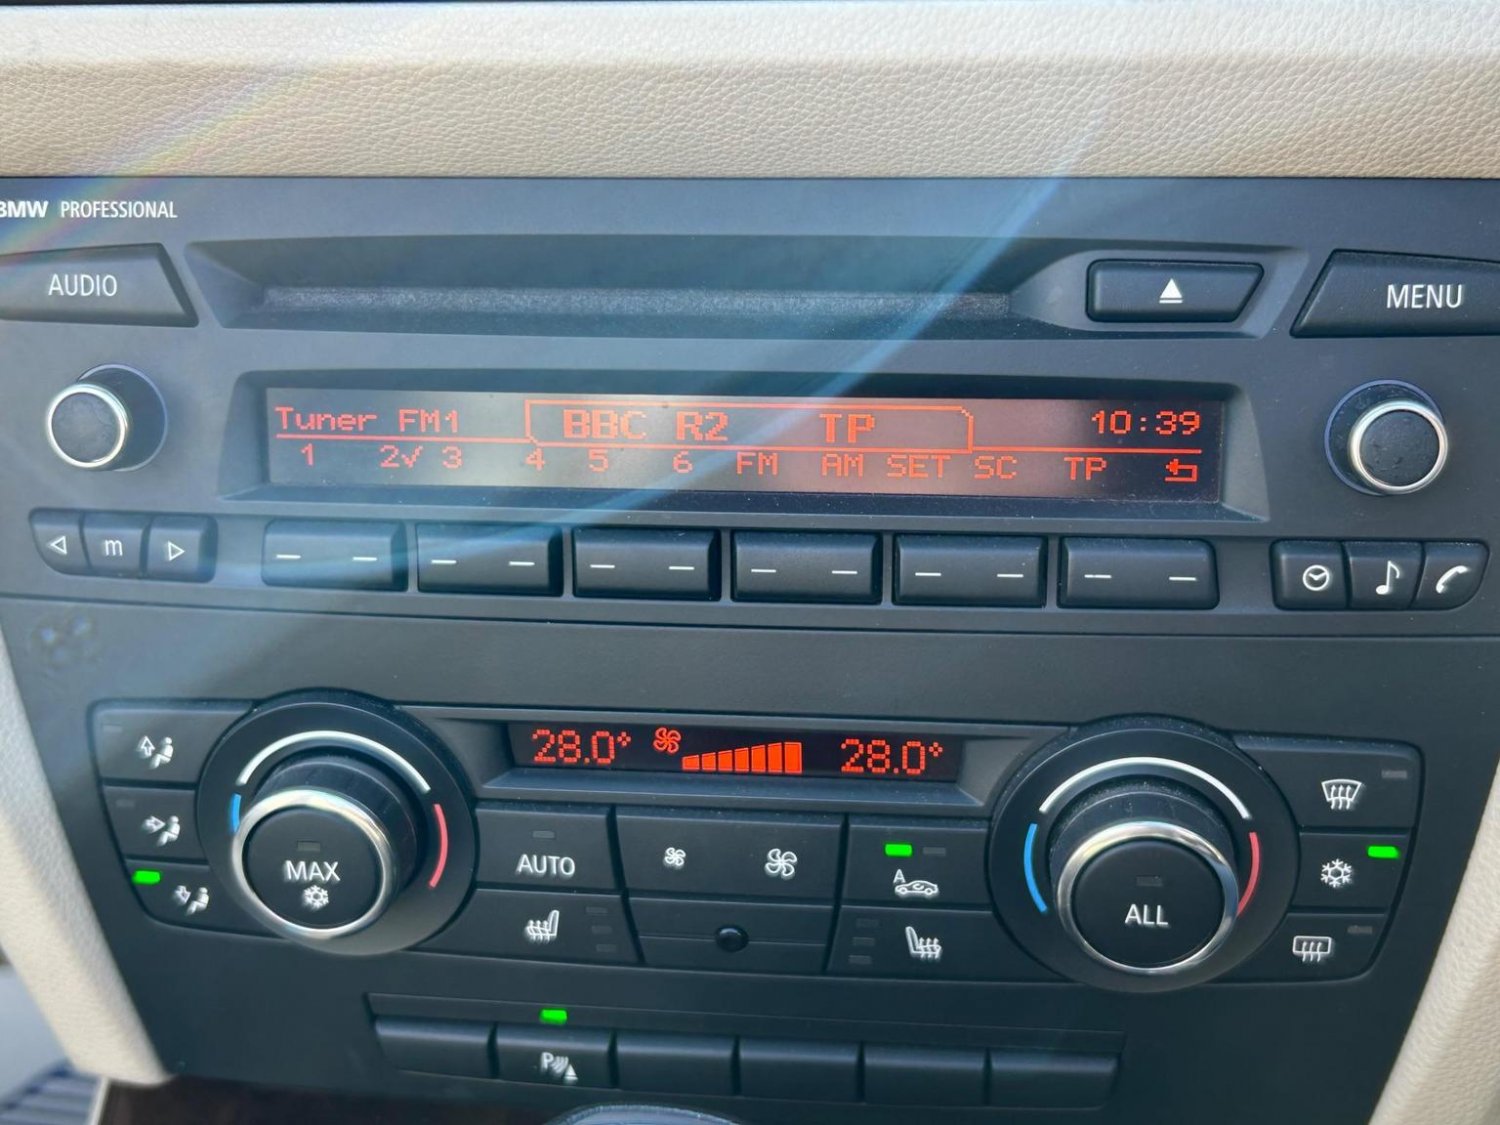 BMW PROFESSIONAL
AUDIO
MENU
Tuner FM1 BBC R2 TP 10:39
1 2✓ 3 4 5 6 FM AM SET SC TP
m
28.0° 28.0°
MAX
AUTO
A
ALL
P